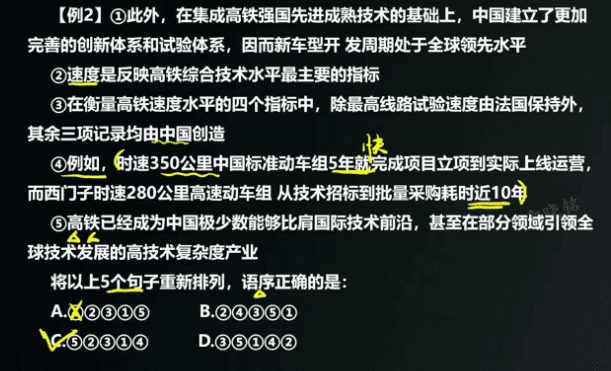 【例2】①此外，在集成高铁强国先进成熟技术的基础上，中国建立了更加
完善的创新体系和试验体系，因而新车型开 发周期处于全球领先水平
②速度是反映高铁综合技术水平最主要的指标
③在衡量高铁速度水平的四个指标中，除最高线路试验速度由法国保持外，
其余三项记录均由中国创造
快
④例如，时速350公里中国标准动车组5年就完成项目立项到实际上线运营，
而西门子时速280公里高速动车组 从技术招标到批量采购耗时近10年
⑤高铁已经成为中国极少数能够比肩国际技术前沿，甚至在部分领域引领全
球技术发展的高技术复杂度产业
将以上5个句子重新排列，语序正确的是：
A.④②③①⑤ B.②④③⑤①
C.⑤②③①④ D.③⑤①④②